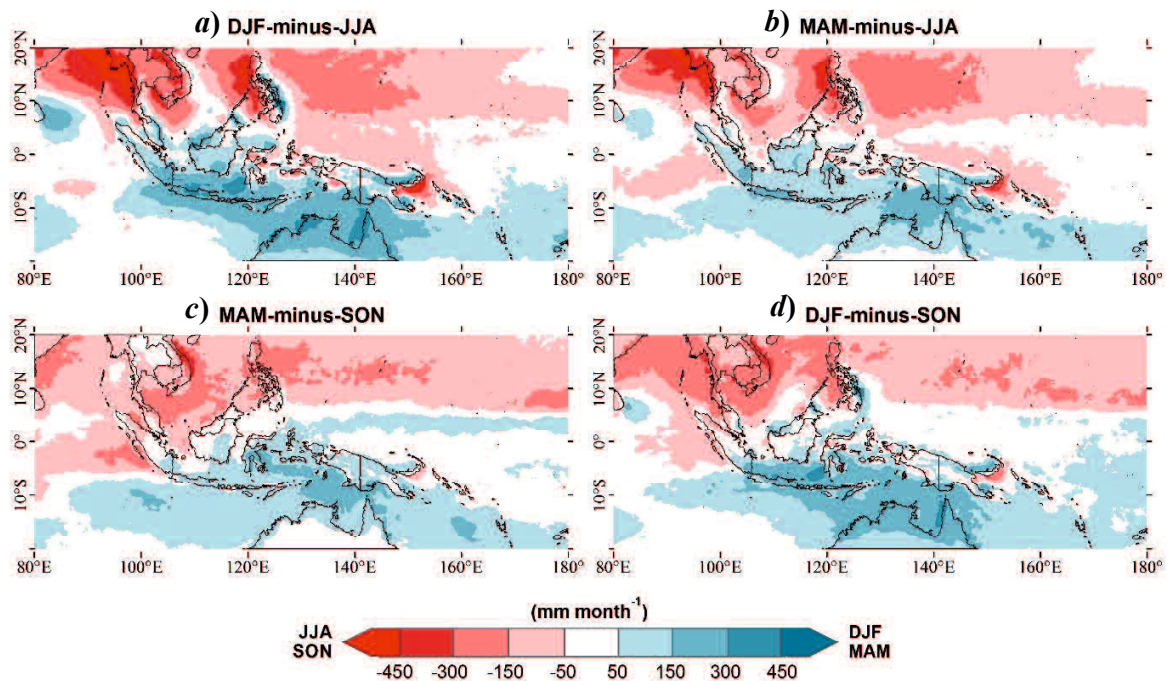 a) DJF-minus-JJA
b) MAM-minus-JJA
20°N
10°N
0°
10°S
80°E 100°E 120°E 140°E 160°E 180°
20°N
10°N
0°
10°S
80°E 100°E 120°E 140°E 160°E 180°
c) MAM-minus-SON
d) DJF-minus-SON
20°N
10°N
0°
10°S
80°E 100°E 120°E 140°E 160°E 180°
20°N
10°N
0°
10°S
80°E 100°E 120°E 140°E 160°E 180°
(mm month⁻¹)
JJA
SON
DJF
MAM
-450 -300 -150 -50 50 150 300 450